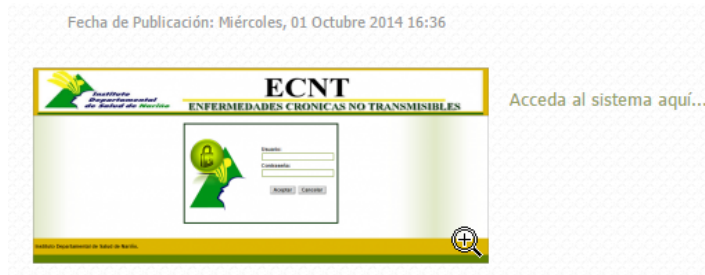 Fecha de Publicación: Miércoles, 01 Octubre 2014 16:36
Instituto
Departamental
de Salud de Nariño
ECNT
ENFERMEDADES CRONICAS NO TRANSMISIBLES
Acceda al sistema aquí...
Usuario:
Contraseña:
Aceptar Cancelar
Instituto Departamental de Salud de Nariño.